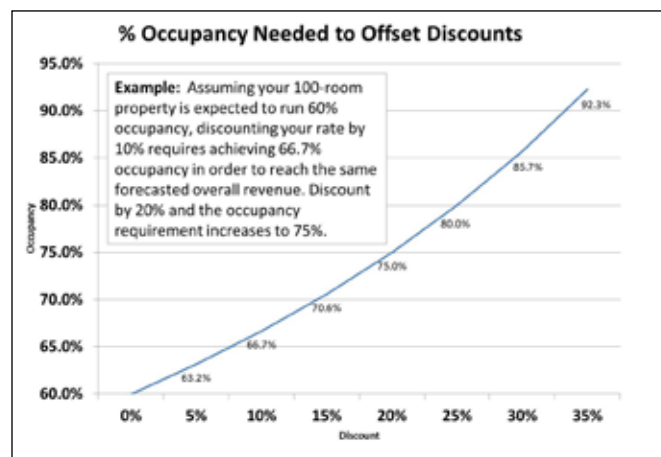 % Occupancy Needed to Offset Discounts
95.0%
90.0%
85.0%
80.0%
75.0%
70.0%
65.0%
60.0%
Occupancy
Example: Assuming your 100-room
property is expected to run 60%
occupancy, discounting your rate by
10% requires achieving 66.7%
occupancy in order to reach the same
forecasted overall revenue. Discount
by 20% and the occupancy
requirement increases to 75%.
63.2%
66.7%
70.6%
75.0%
80.0%
85.7%
92.3%
0% 5% 10% 15% 20% 25% 30% 35%
Discount